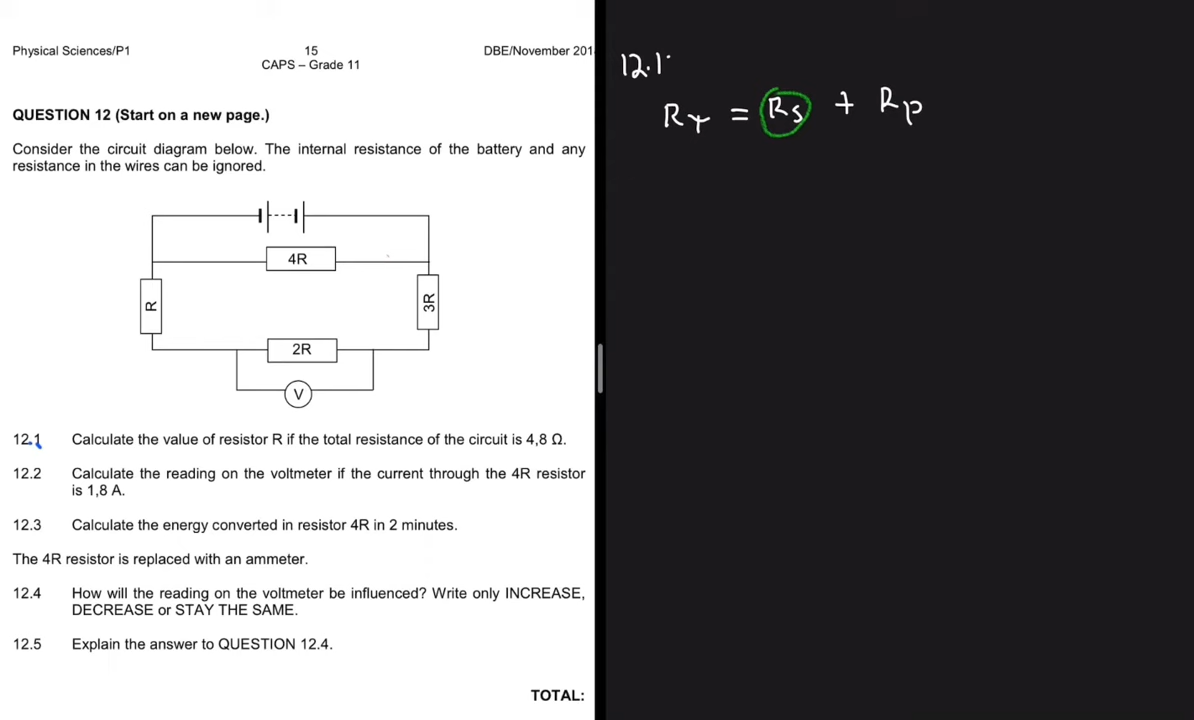 Physical Sciences/P1 15 DBE/November 201
CAPS – Grade 11
QUESTION 12 (Start on a new page.)
Consider the circuit diagram below. The internal resistance of the battery and any
resistance in the wires can be ignored.
4R
R
3R
2R
V
12.1 Calculate the value of resistor R if the total resistance of the circuit is 4,8 Ω.
12.2 Calculate the reading on the voltmeter if the current through the 4R resistor
is 1,8 A.
12.3 Calculate the energy converted in resistor 4R in 2 minutes.
The 4R resistor is replaced with an ammeter.
12.4 How will the reading on the voltmeter be influenced? Write only INCREASE,
DECREASE or STAY THE SAME.
12.5 Explain the answer to QUESTION 12.4.
TOTAL:
12.1
RT = Rs + Rp